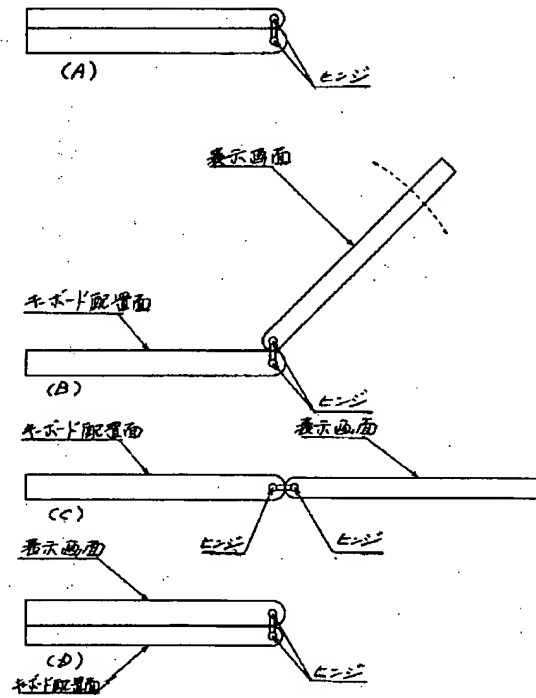 (A)
ヒンジ
表示画面
キーボード配置面
(B)
ヒンジ
キーボード配置面
表示画面
(C)
ヒンジ
ヒンジ
表示画面
(D)
ヒンジ
キーボード配置面